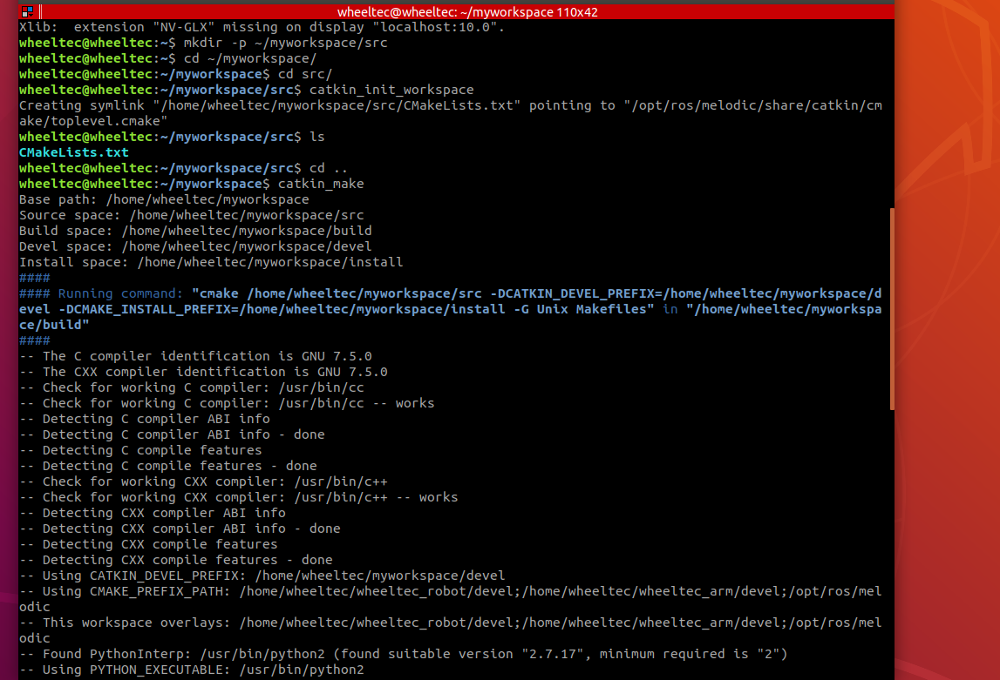 wheeltec@wheeltec: ~/myworkspace 110x42
Xlib:  extension "NV-GLX" missing on display "localhost:10.0".
wheeltec@wheeltec:~$ mkdir -p ~/myworkspace/src
wheeltec@wheeltec:~$ cd ~/myworkspace/
wheeltec@wheeltec:~/myworkspace$ cd src/
wheeltec@wheeltec:~/myworkspace/src$ catkin_init_workspace
Creating symlink "/home/wheeltec/myworkspace/src/CMakeLists.txt" pointing to "/opt/ros/melodic/share/catkin/cm
ake/toplevel.cmake"
wheeltec@wheeltec:~/myworkspace/src$ ls
CMakeLists.txt
wheeltec@wheeltec:~/myworkspace/src$ cd ..
wheeltec@wheeltec:~/myworkspace$ catkin_make
Base path: /home/wheeltec/myworkspace
Source space: /home/wheeltec/myworkspace/src
Build space: /home/wheeltec/myworkspace/build
Devel space: /home/wheeltec/myworkspace/devel
Install space: /home/wheeltec/myworkspace/install
####
#### Running command: "cmake /home/wheeltec/myworkspace/src -DCATKIN_DEVEL_PREFIX=/home/wheeltec/myworkspace/d
evel -DCMAKE_INSTALL_PREFIX=/home/wheeltec/myworkspace/install -G Unix Makefiles" in "/home/wheeltec/myworkspa
ce/build"
####
-- The C compiler identification is GNU 7.5.0
-- The CXX compiler identification is GNU 7.5.0
-- Check for working C compiler: /usr/bin/cc
-- Check for working C compiler: /usr/bin/cc -- works
-- Detecting C compiler ABI info
-- Detecting C compiler ABI info - done
-- Detecting C compile features
-- Detecting C compile features - done
-- Check for working CXX compiler: /usr/bin/c++
-- Check for working CXX compiler: /usr/bin/c++ -- works
-- Detecting CXX compiler ABI info
-- Detecting CXX compiler ABI info - done
-- Detecting CXX compile features
-- Detecting CXX compile features - done
-- Using CATKIN_DEVEL_PREFIX: /home/wheeltec/myworkspace/devel
-- Using CMAKE_PREFIX_PATH: /home/wheeltec/wheeltec_robot/devel;/home/wheeltec/wheeltec_arm/devel;/opt/ros/mel
odic
-- This workspace overlays: /home/wheeltec/wheeltec_robot/devel;/home/wheeltec/wheeltec_arm/devel;/opt/ros/mel
odic
-- Found PythonInterp: /usr/bin/python2 (found suitable version "2.7.17", minimum required is "2")
-- Using PYTHON_EXECUTABLE: /usr/bin/python2